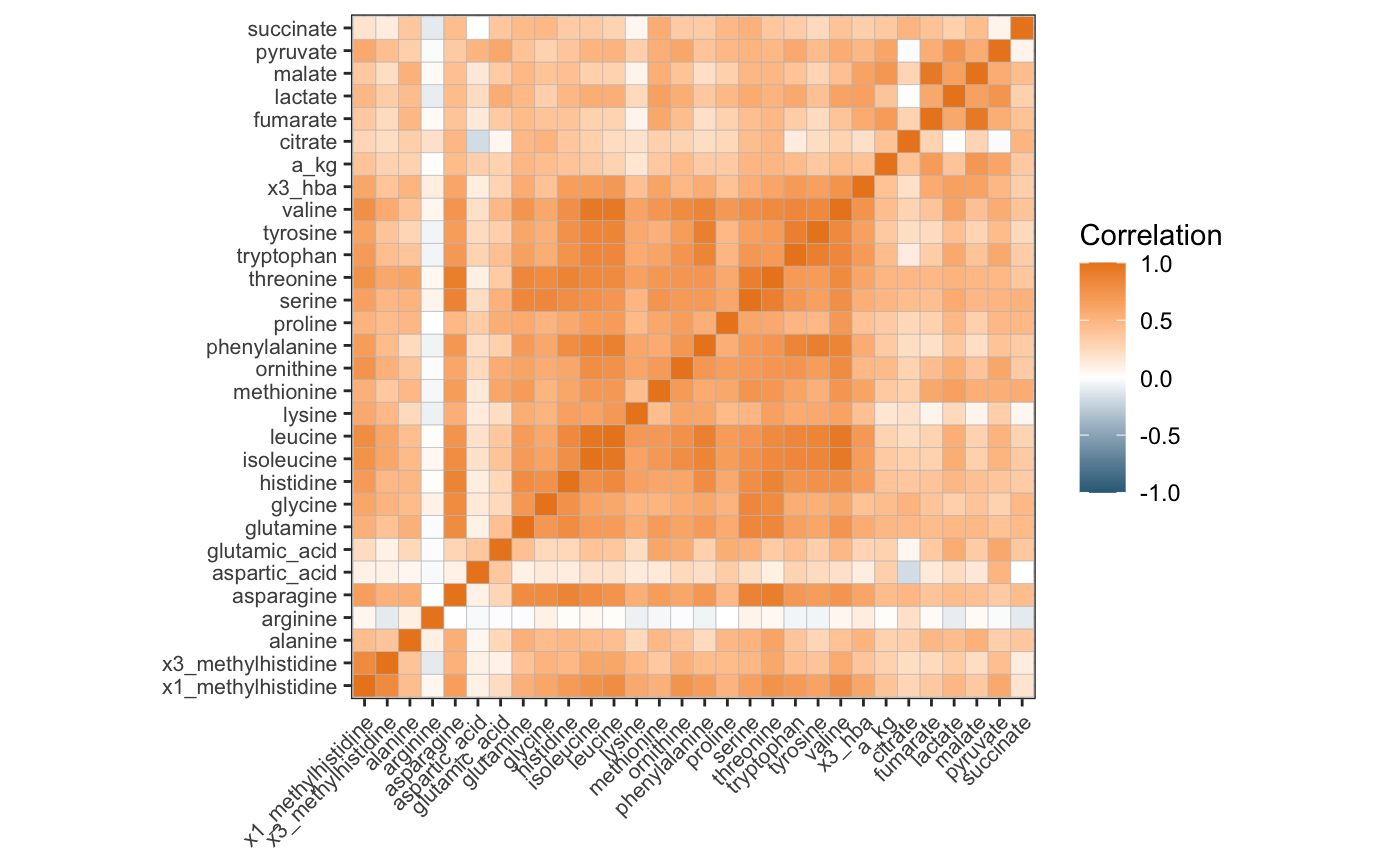 succinate
pyruvate
malate
lactate
fumarate
citrate
a_kg
x3_hba
valine
tyrosine
tryptophan
threonine
serine
proline
phenylalanine
ornithine
methionine
lysine
leucine
isoleucine
histidine
glycine
glutamine
glutamic_acid
aspartic_acid
asparagine
arginine
alanine
x3_methylhistidine
x1_methylhistidine
x1_methylhistidine
x3_methylhistidine
alanine
arginine
asparagine
aspartic_acid
glutamic_acid
glutamine
glycine
histidine
isoleucine
leucine
lysine
methionine
ornithine
phenylalanine
proline
serine
threonine
tryptophan
tyrosine
valine
x3_hba
a_kg
citrate
fumarate
lactate
malate
pyruvate
succinate
Correlation
1.0
0.5
0.0
-0.5
-1.0